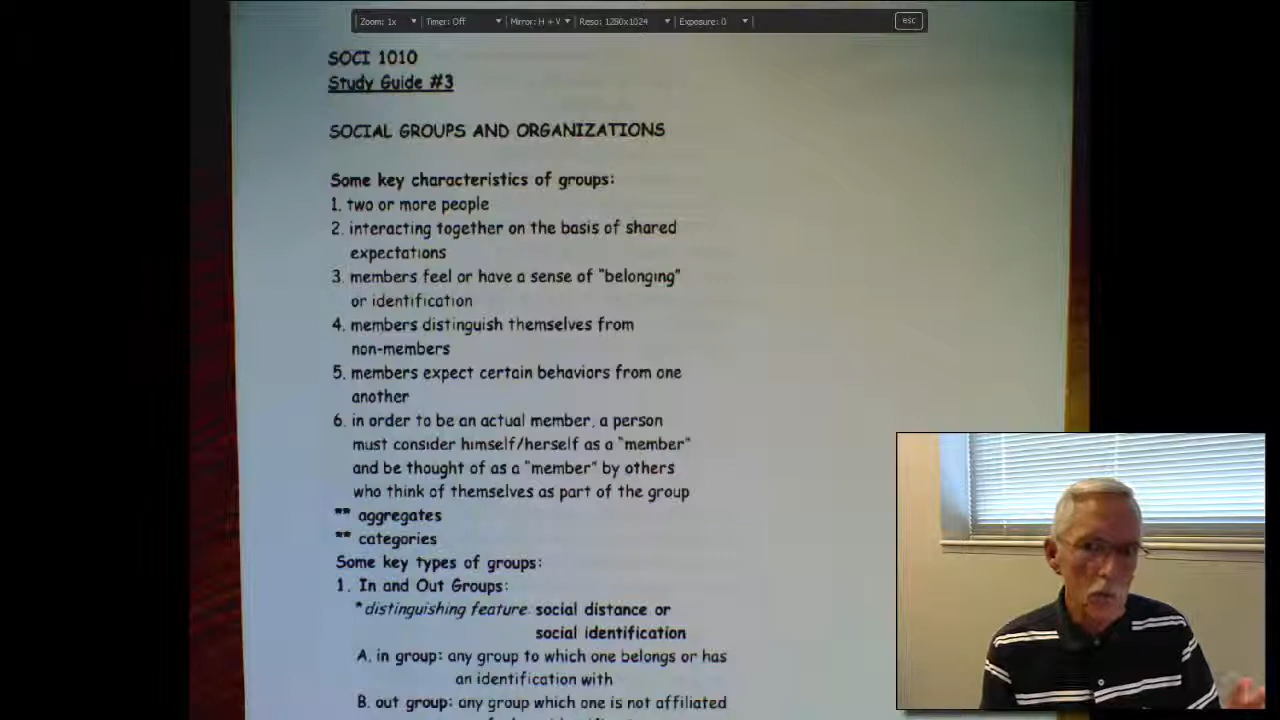 Zoom: 1x Timer: Off Mirror: H + V Reso: 1280x1024 Exposure: 0 esc
SOCI 1010
Study Guide #3
SOCIAL GROUPS AND ORGANIZATIONS
Some key characteristics of groups:
1. two or more people
2. interacting together on the basis of shared
expectations
3. members feel or have a sense of "belonging"
or identification
4. members distinguish themselves from
non-members
5. members expect certain behaviors from one
another
6. in order to be an actual member, a person
must consider himself/herself as a "member"
and be thought of as a "member" by others
who think of themselves as part of the group
** aggregates
** categories
Some key types of groups:
1. In and Out Groups:
*distinguishing feature: social distance or
social identification
A. in group: any group to which one belongs or has
an identification with
B. out group: any group which one is not affiliated